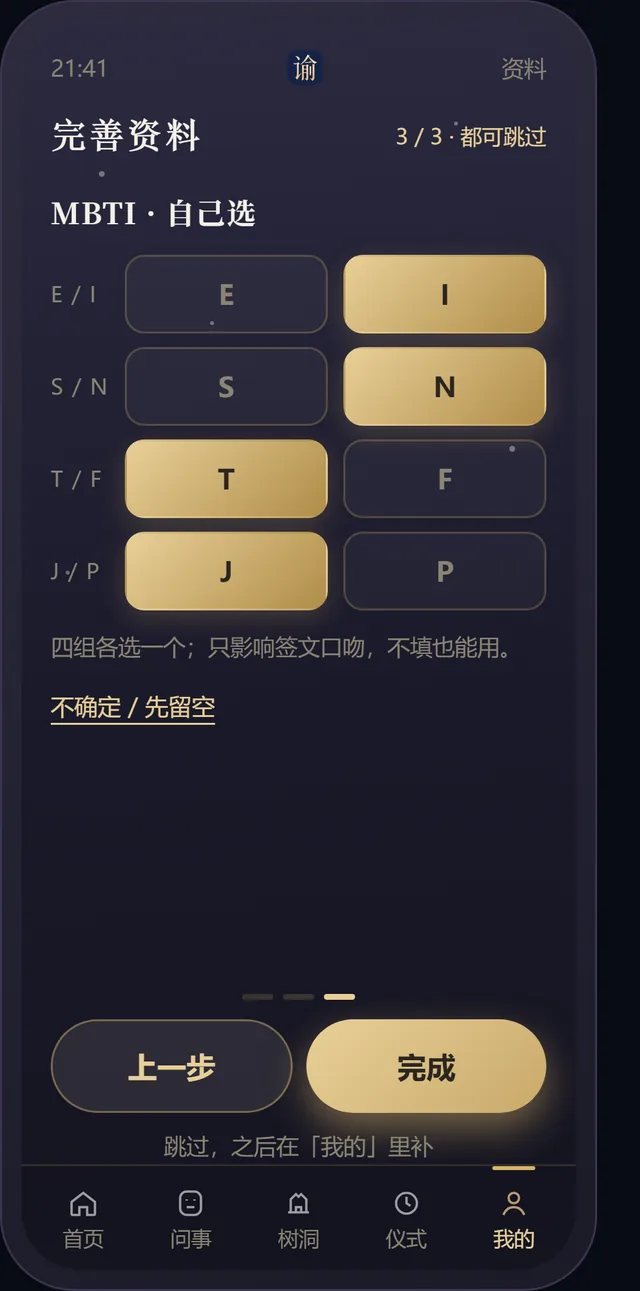 21:41 谕 资料
完善资料 3 / 3 · 都可跳过
MBTI · 自己选
E / I E I
S / N S N
T / F T F
J / P J P
四组各选一个；只影响签文口吻，不填也能用。
不确定 / 先留空
上一步 完成
跳过，之后在「我的」里补
首页 问事 树洞 仪式 我的